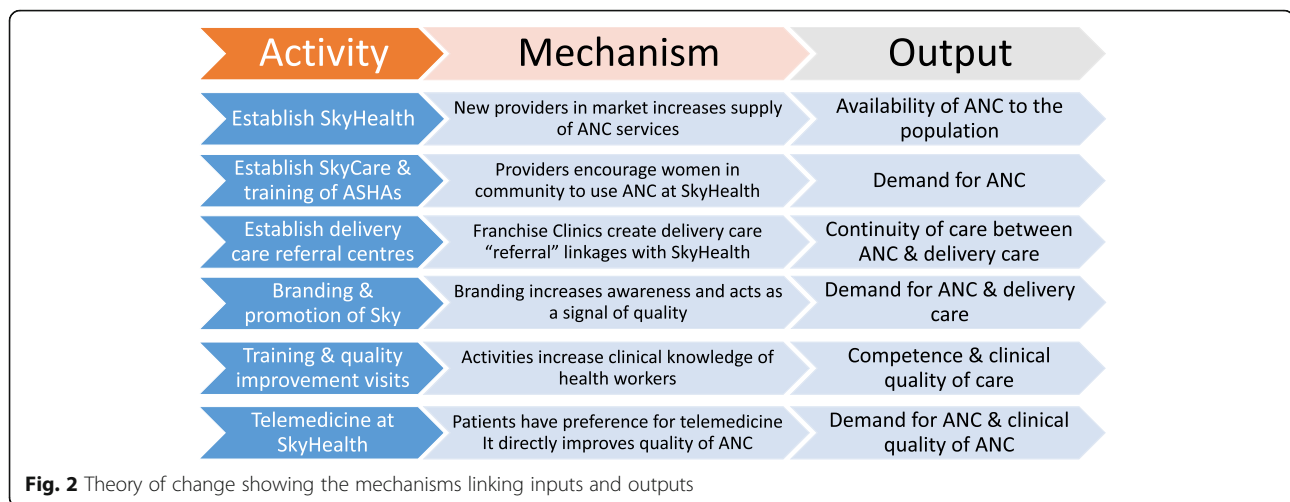 Activity
Mechanism
Output
Establish SkyHealth
New providers in market increases supply
of ANC services
Availability of ANC to the
population
Establish SkyCare &
training of ASHAs
Providers encourage women in
community to use ANC at SkyHealth
Demand for ANC
Establish delivery
care referral centres
Franchise Clinics create delivery care
“referral” linkages with SkyHealth
Continuity of care between
ANC & delivery care
Branding &
promotion of Sky
Branding increases awareness and acts as
a signal of quality
Demand for ANC & delivery
care
Training & quality
improvement visits
Activities increase clinical knowledge of
health workers
Competence & clinical
quality of care
Telemedicine at
SkyHealth
Patients have preference for telemedicine
It directly improves quality of ANC
Demand for ANC & clinical
quality of ANC
Fig. 2 Theory of change showing the mechanisms linking inputs and outputs